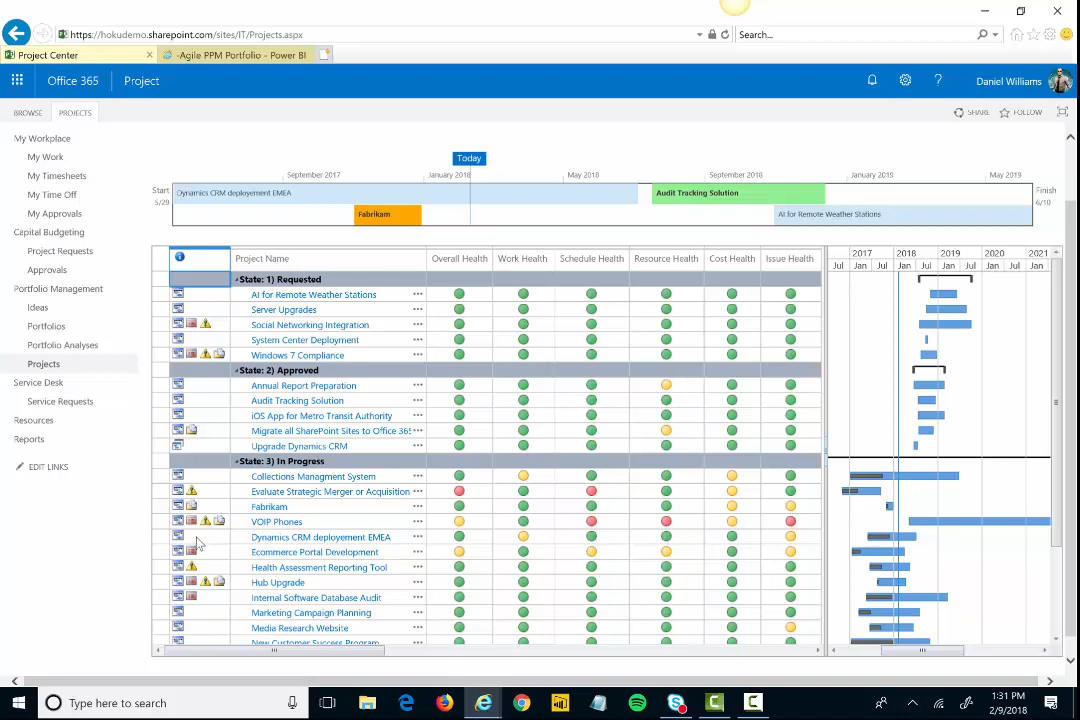 https://hokudemo.sharepoint.com/sites/IT/Projects.aspx
Search...
Project Center
-Agile PPM Portfolio - Power BI
Office 365
Project
?
Daniel Williams
BROWSE
PROJECTS
SHARE
FOLLOW
My Workplace
My Work
My Timesheets
My Time Off
My Approvals
Capital Budgeting
Project Requests
Approvals
Portfolio Management
Ideas
Portfolios
Portfolio Analyses
Projects
Service Desk
Service Requests
Resources
Reports
EDIT LINKS
Today
September 2017 January 2018 May 2018 September 2018 January 2019 May 2019
Start
5/29
Dynamics CRM deployement EMEA
Audit Tracking Solution
Finish
6/10
Fabrikam
AI for Remote Weather Stations
Project Name Overall Health Work Health Schedule Health Resource Health Cost Health Issue Health
2017 2018 2019 2020 2021
Jul Jan Jul Jan Jul Jan Jul Jan Jul Jan
State: 1) Requested
AI for Remote Weather Stations ...
Server Upgrades ...
Social Networking Integration ...
System Center Deployment ...
Windows 7 Compliance ...
State: 2) Approved
Annual Report Preparation ...
Audit Tracking Solution ...
iOS App for Metro Transit Authority ...
Migrate all SharePoint Sites to Office 365 ...
Upgrade Dynamics CRM ...
State: 3) In Progress
Collections Managment System ...
Evaluate Strategic Merger or Acquisition ...
Fabrikam ...
VOIP Phones ...
Dynamics CRM deployement EMEA ...
Ecommerce Portal Development ...
Health Assessment Reporting Tool ...
Hub Upgrade ...
Internal Software Database Audit ...
Marketing Campaign Planning ...
Media Research Website ...
New Customer Success Program ...
Type here to search
1:31 PM
2/9/2018